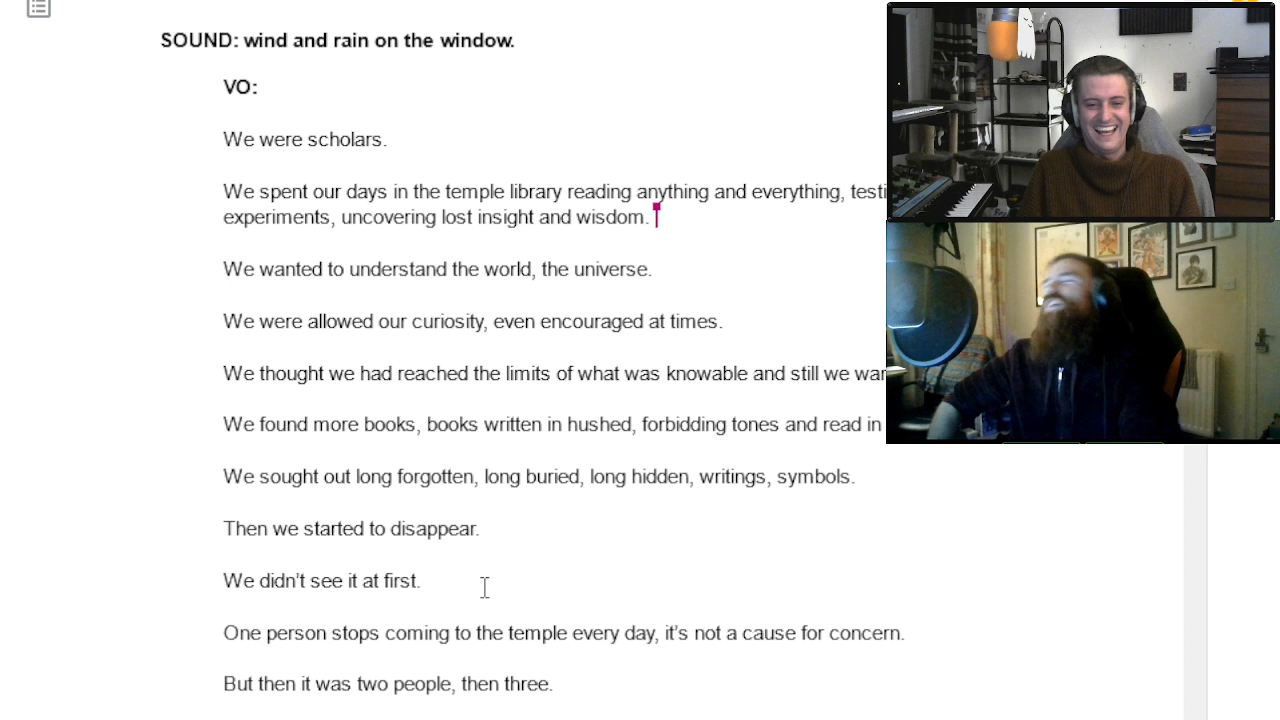 SOUND: wind and rain on the window.
VO:
We were scholars.
We spent our days in the temple library reading anything and everything, testi
experiments, uncovering lost insight and wisdom.
We wanted to understand the world, the universe.
We were allowed our curiosity, even encouraged at times.
We thought we had reached the limits of what was knowable and still we wan
We found more books, books written in hushed, forbidding tones and read in
We sought out long forgotten, long buried, long hidden, writings, symbols.
Then we started to disappear.
We didn’t see it at first.
One person stops coming to the temple every day, it’s not a cause for concern.
But then it was two people, then three.